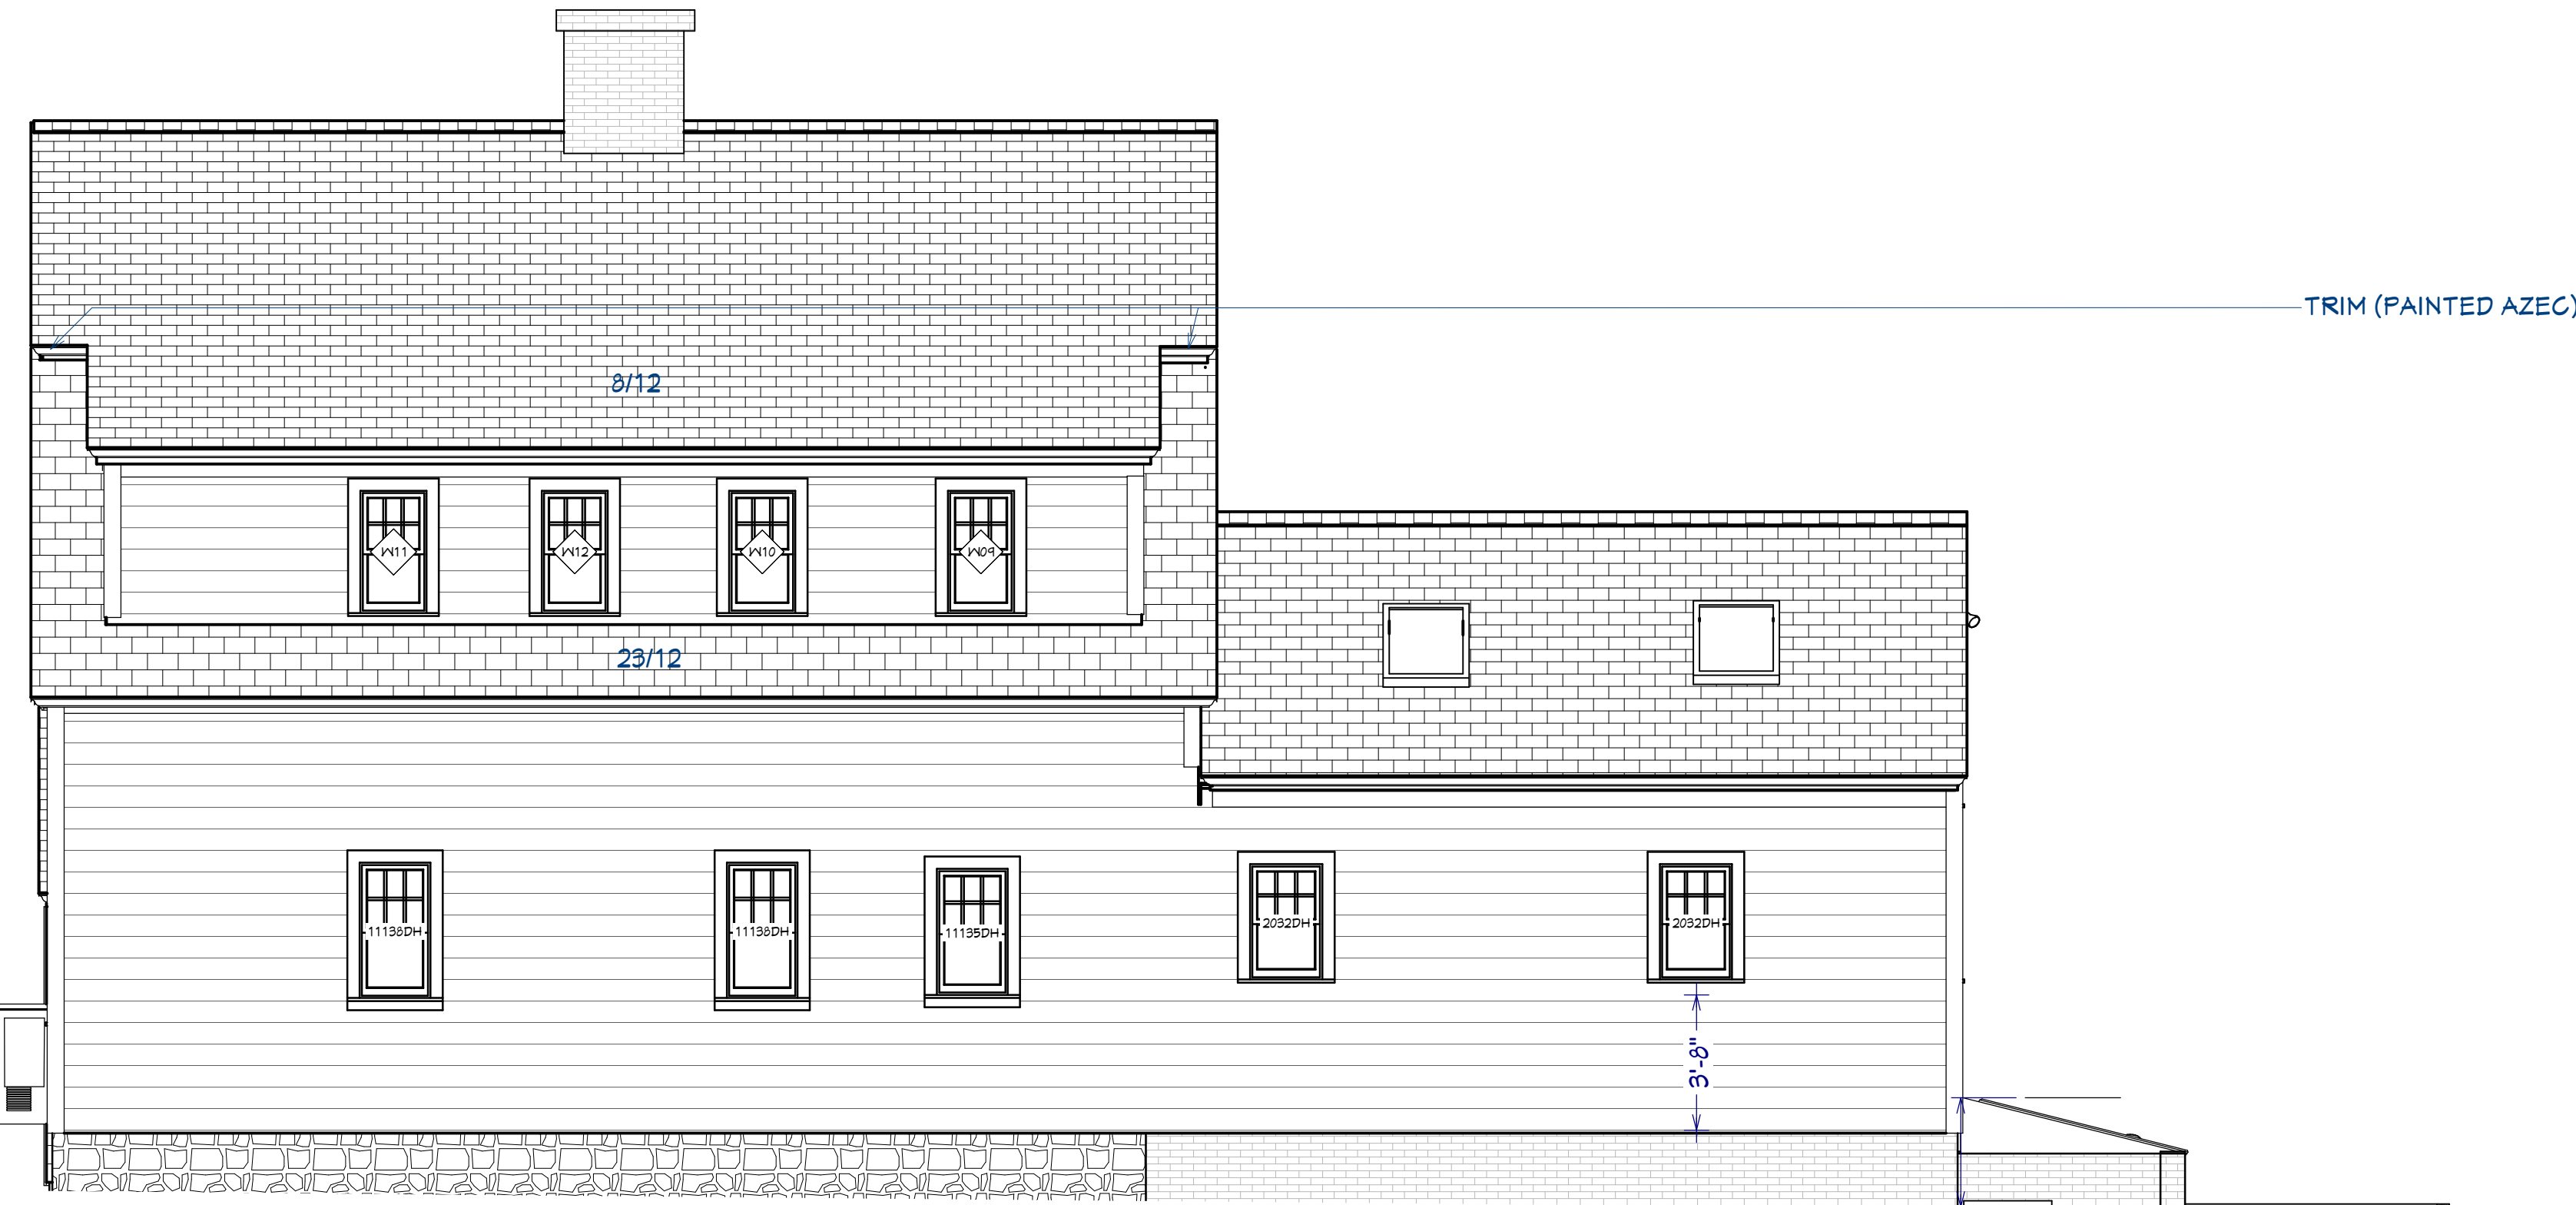 TRIM (PAINTED AZEC)
8/12
W11
W12
W10
W09
23/12
11138DH
11138DH
11135DH
2032DH
2032DH
3'-8"